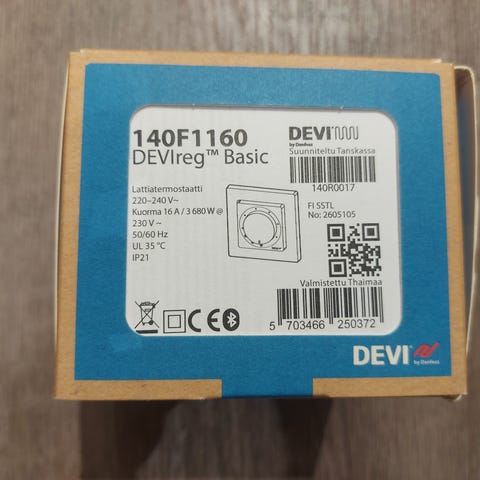 140F1160
DEVIreg™ Basic
Lattiatermostaatti
220–240 V~
Kuorma 16 A / 3 680 W @
230 V ~
50/60 Hz
UL 35 °C
IP21
DEVI
by Danfoss
Suunniteltu Tanskassa
140R0017
FI SSTL
No: 2605105
Valmistettu Thaimaa
5 703466 250372
CE
DEVI®
by Danfoss